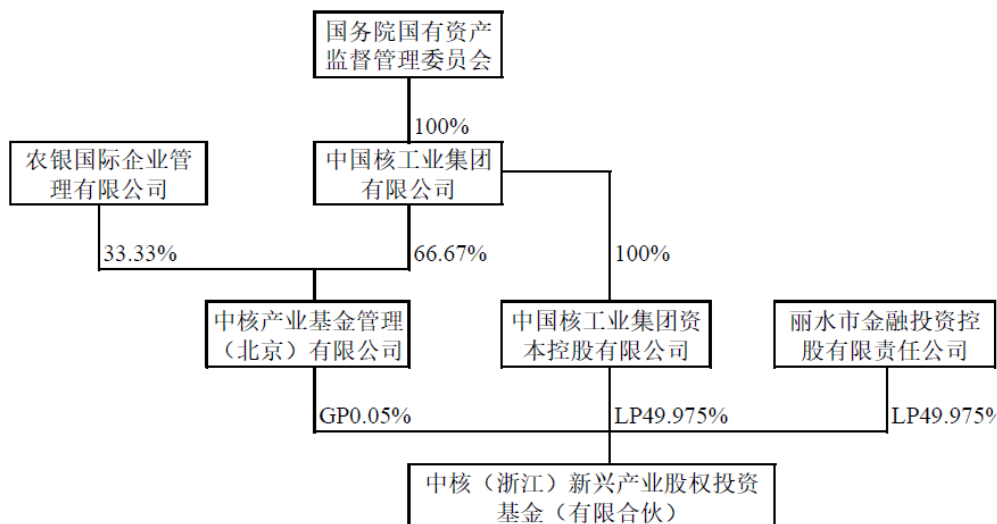 国务院国有资产
监督管理委员会
100%
农银国际企业管
理有限公司
中国核工业集团
有限公司
33.33%
66.67%
100%
中核产业基金管理
（北京）有限公司
中国核工业集团资
本控股有限公司
丽水市金融投资控
股有限责任公司
GP0.05%
LP49.975%
LP49.975%
中核（浙江）新兴产业股权投资
基金（有限合伙）